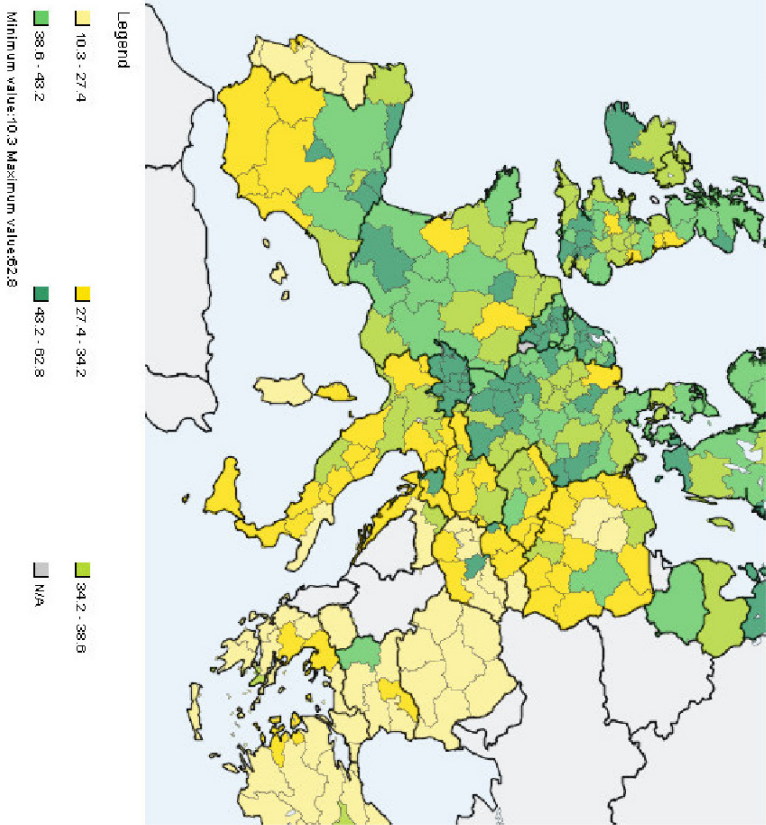 Legend
10.3 - 27.4
27.4 - 34.2
34.2 - 38.6
38.6 - 43.2
43.2 - 62.8
N/A
Minimum value:10.3 Maximum value:62.8